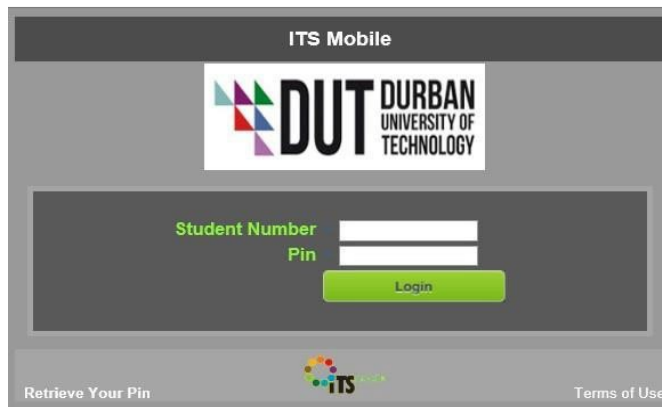 ITS Mobile
DUT DURBAN
UNIVERSITY OF
TECHNOLOGY
Student Number
Pin
Login
iTS
Retrieve Your Pin
Terms of Use